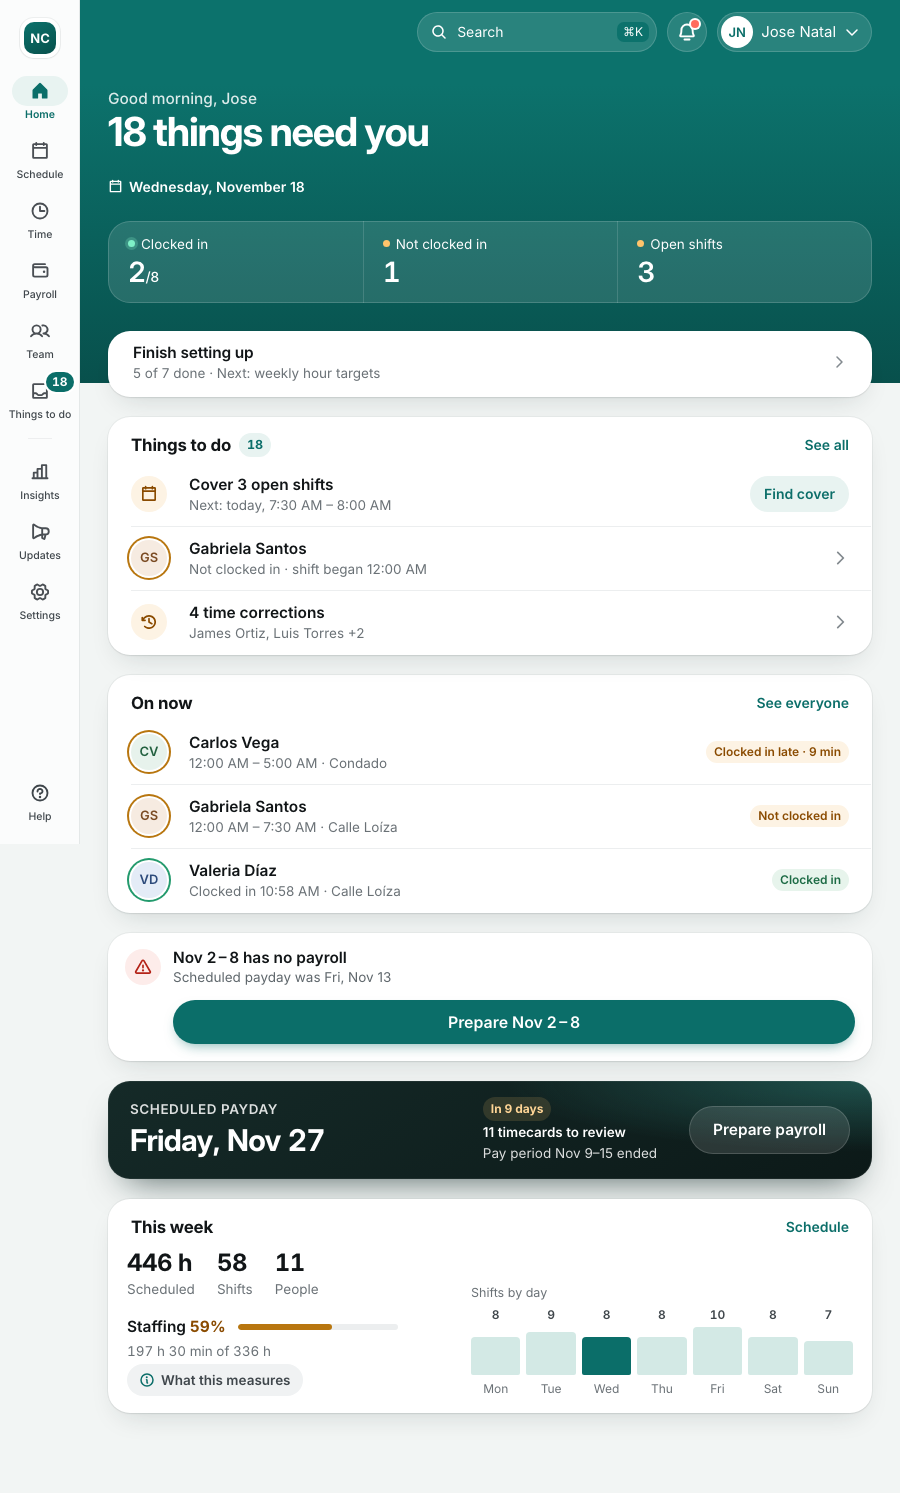 NC
Search
⌘K
JN
Jose Natal
Home
Schedule
Time
Payroll
Team
18
Things to do
Insights
Updates
Settings
Help
Good morning, Jose
18 things need you
Wednesday, November 18
Clocked in
2/8
Not clocked in
1
Open shifts
3
Finish setting up
5 of 7 done · Next: weekly hour targets
Things to do 18
See all
Cover 3 open shifts
Next: today, 7:30 AM – 8:00 AM
Find cover
GS
Gabriela Santos
Not clocked in · shift began 12:00 AM
4 time corrections
James Ortiz, Luis Torres +2
On now
See everyone
CV
Carlos Vega
12:00 AM – 5:00 AM · Condado
Clocked in late · 9 min
GS
Gabriela Santos
12:00 AM – 7:30 AM · Calle Loíza
Not clocked in
VD
Valeria Díaz
Clocked in 10:58 AM · Calle Loíza
Clocked in
Nov 2 – 8 has no payroll
Scheduled payday was Fri, Nov 13
Prepare Nov 2 – 8
SCHEDULED PAYDAY
Friday, Nov 27
In 9 days
11 timecards to review
Pay period Nov 9–15 ended
Prepare payroll
This week
Schedule
446 h 58 11
Scheduled Shifts People
Staffing 59%
197 h 30 min of 336 h
What this measures
Shifts by day
8 9 8 8 10 8 7
Mon Tue Wed Thu Fri Sat Sun